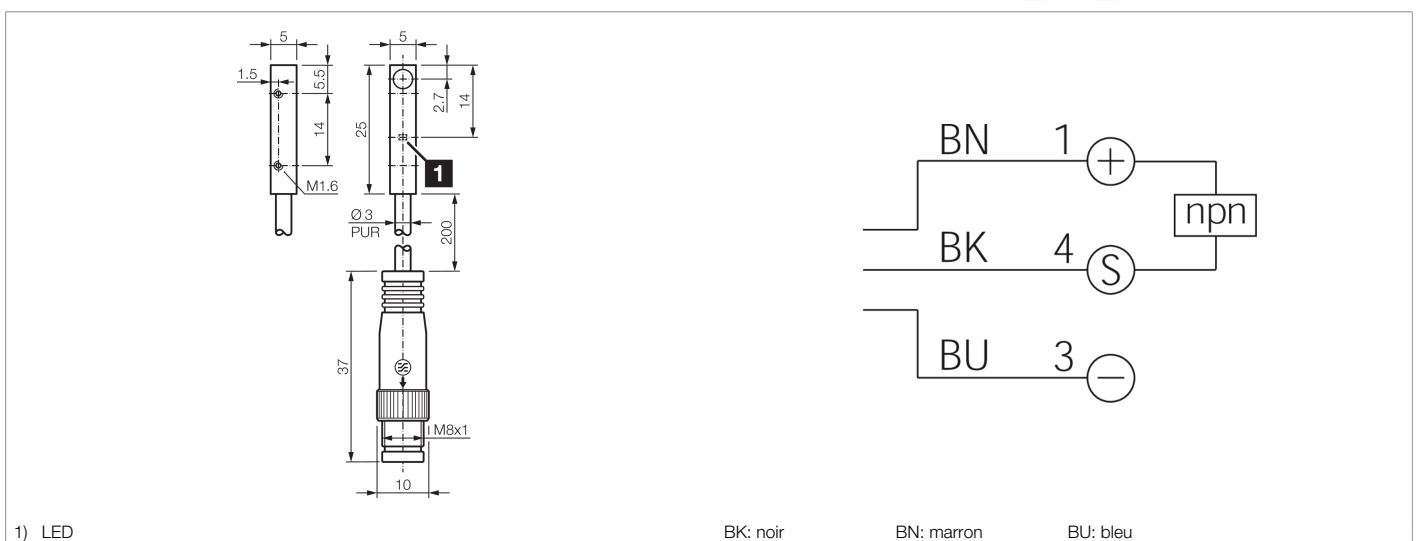 5
5
1.5
5.5
2.7
14
14
25
1
M1.6
Ø 3
PUR
200
37
M8x1
10
BN 1 +
npn
BK 4 S
BU 3 −
1) LED
BK: noir BN: marron BU: bleu